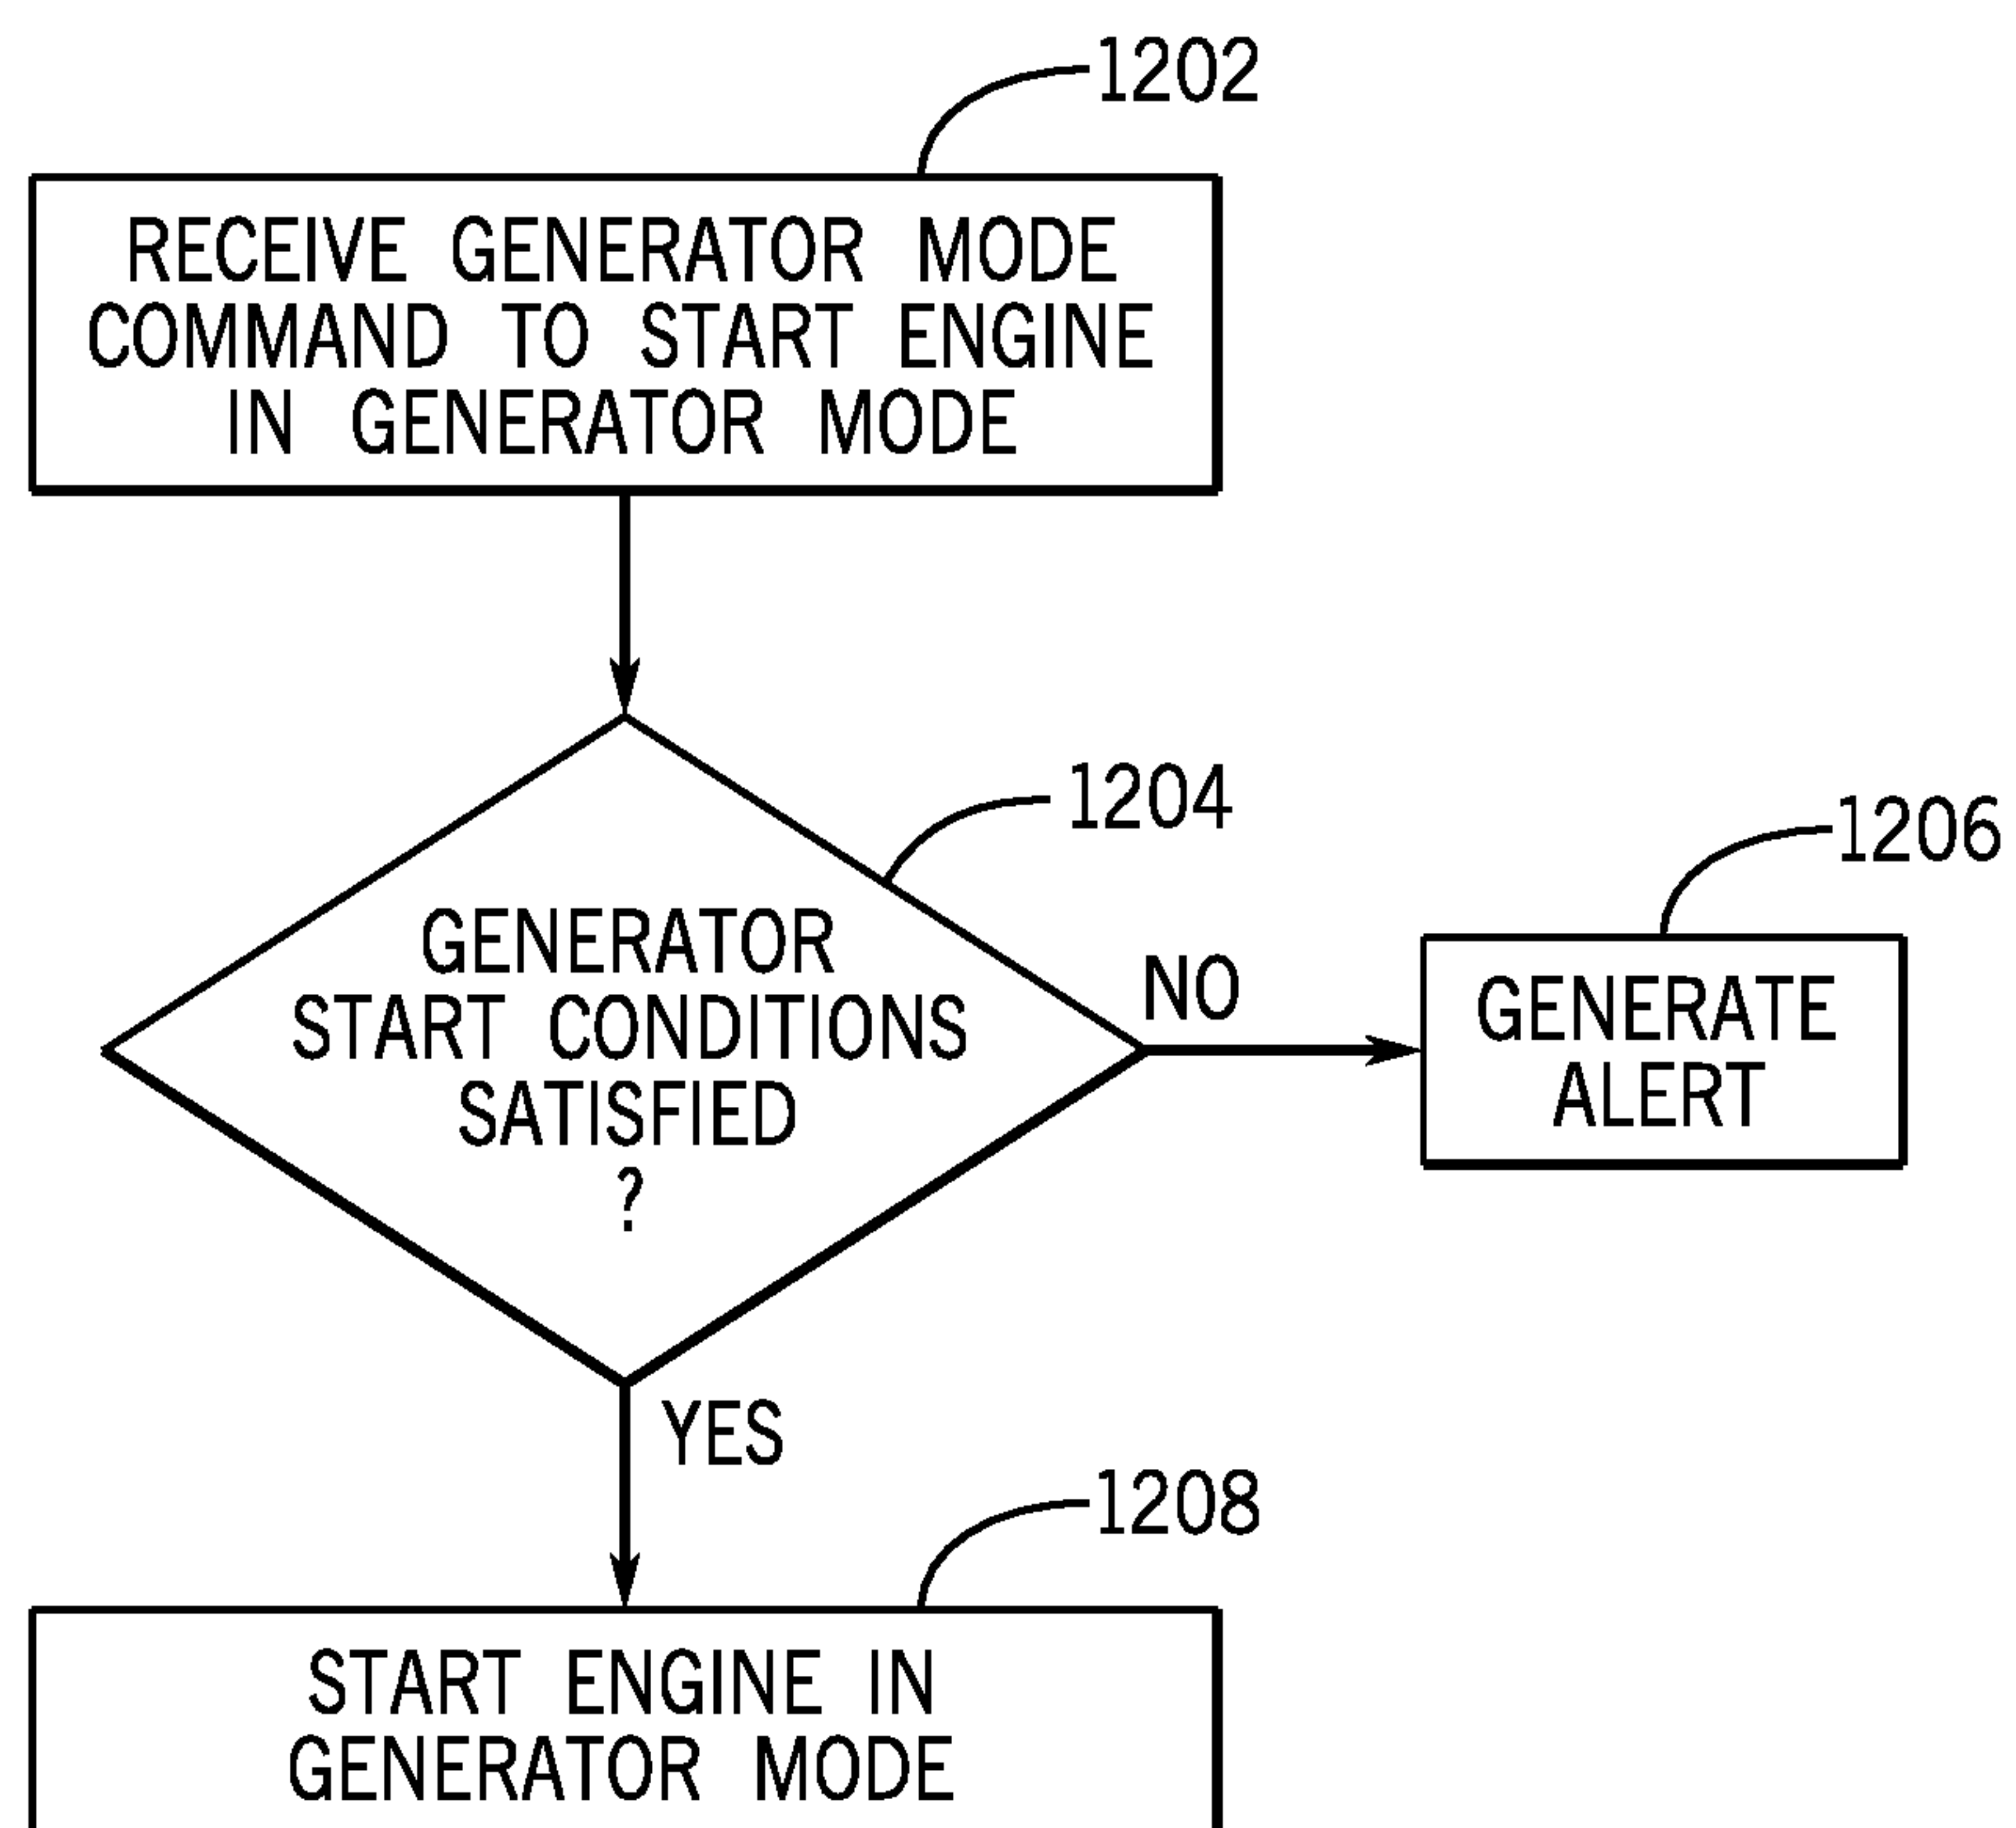 1202
RECEIVE GENERATOR MODE
COMMAND TO START ENGINE
IN GENERATOR MODE
1204
GENERATOR
START CONDITIONS
SATISFIED
?
NO
1206
GENERATE
ALERT
YES
1208
START ENGINE IN
GENERATOR MODE